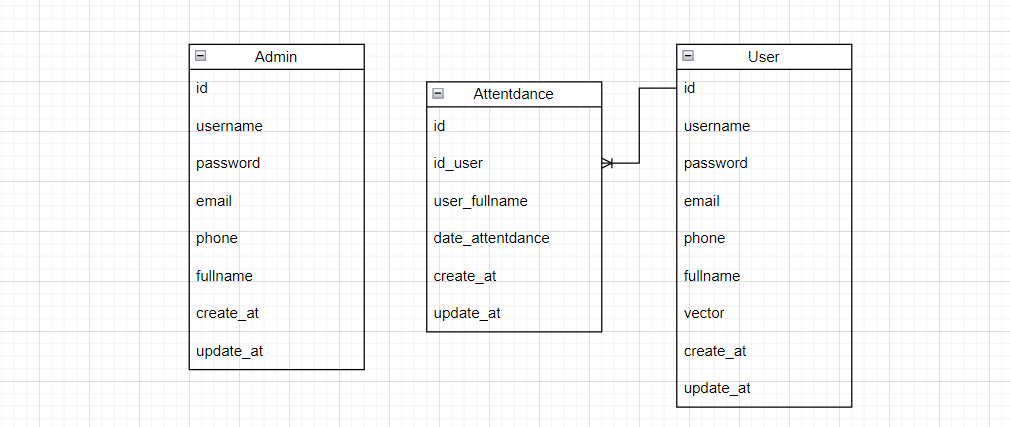 Admin
id
username
password
email
phone
fullname
create_at
update_at
Attentdance
id
id_user
user_fullname
date_attentdance
create_at
update_at
User
id
username
password
email
phone
fullname
vector
create_at
update_at